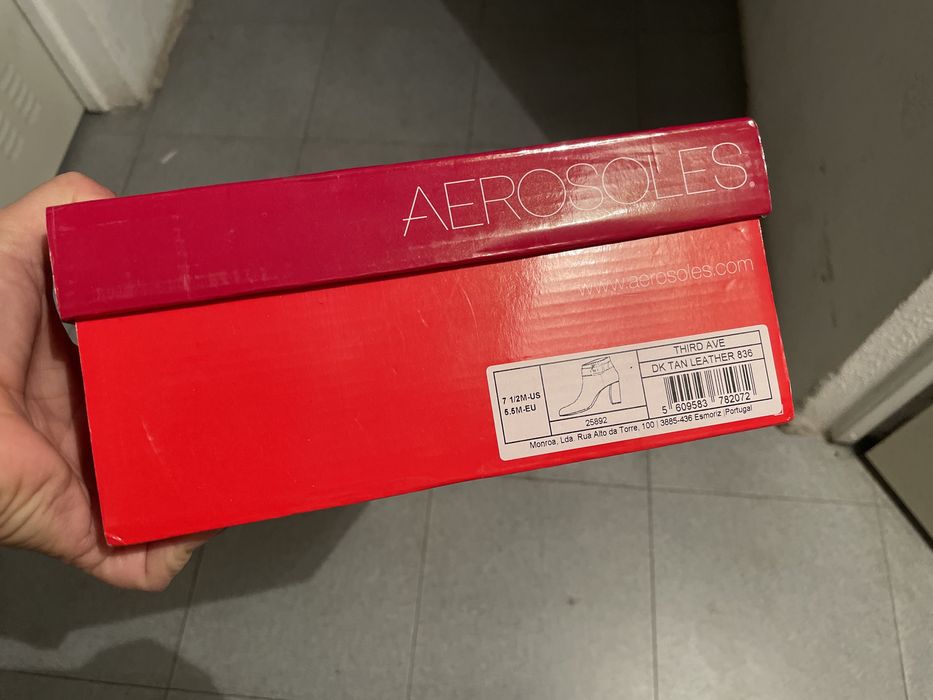 AEROSOLES®
www.aerosoles.com
THIRD AVE
DK TAN LEATHER 836
7 1/2M-US
5.5M-EU
25892
5 609583 782072
Monroa, Lda. Rua Alto da Torre, 100 | 3885-436 Esmoriz |Portugal